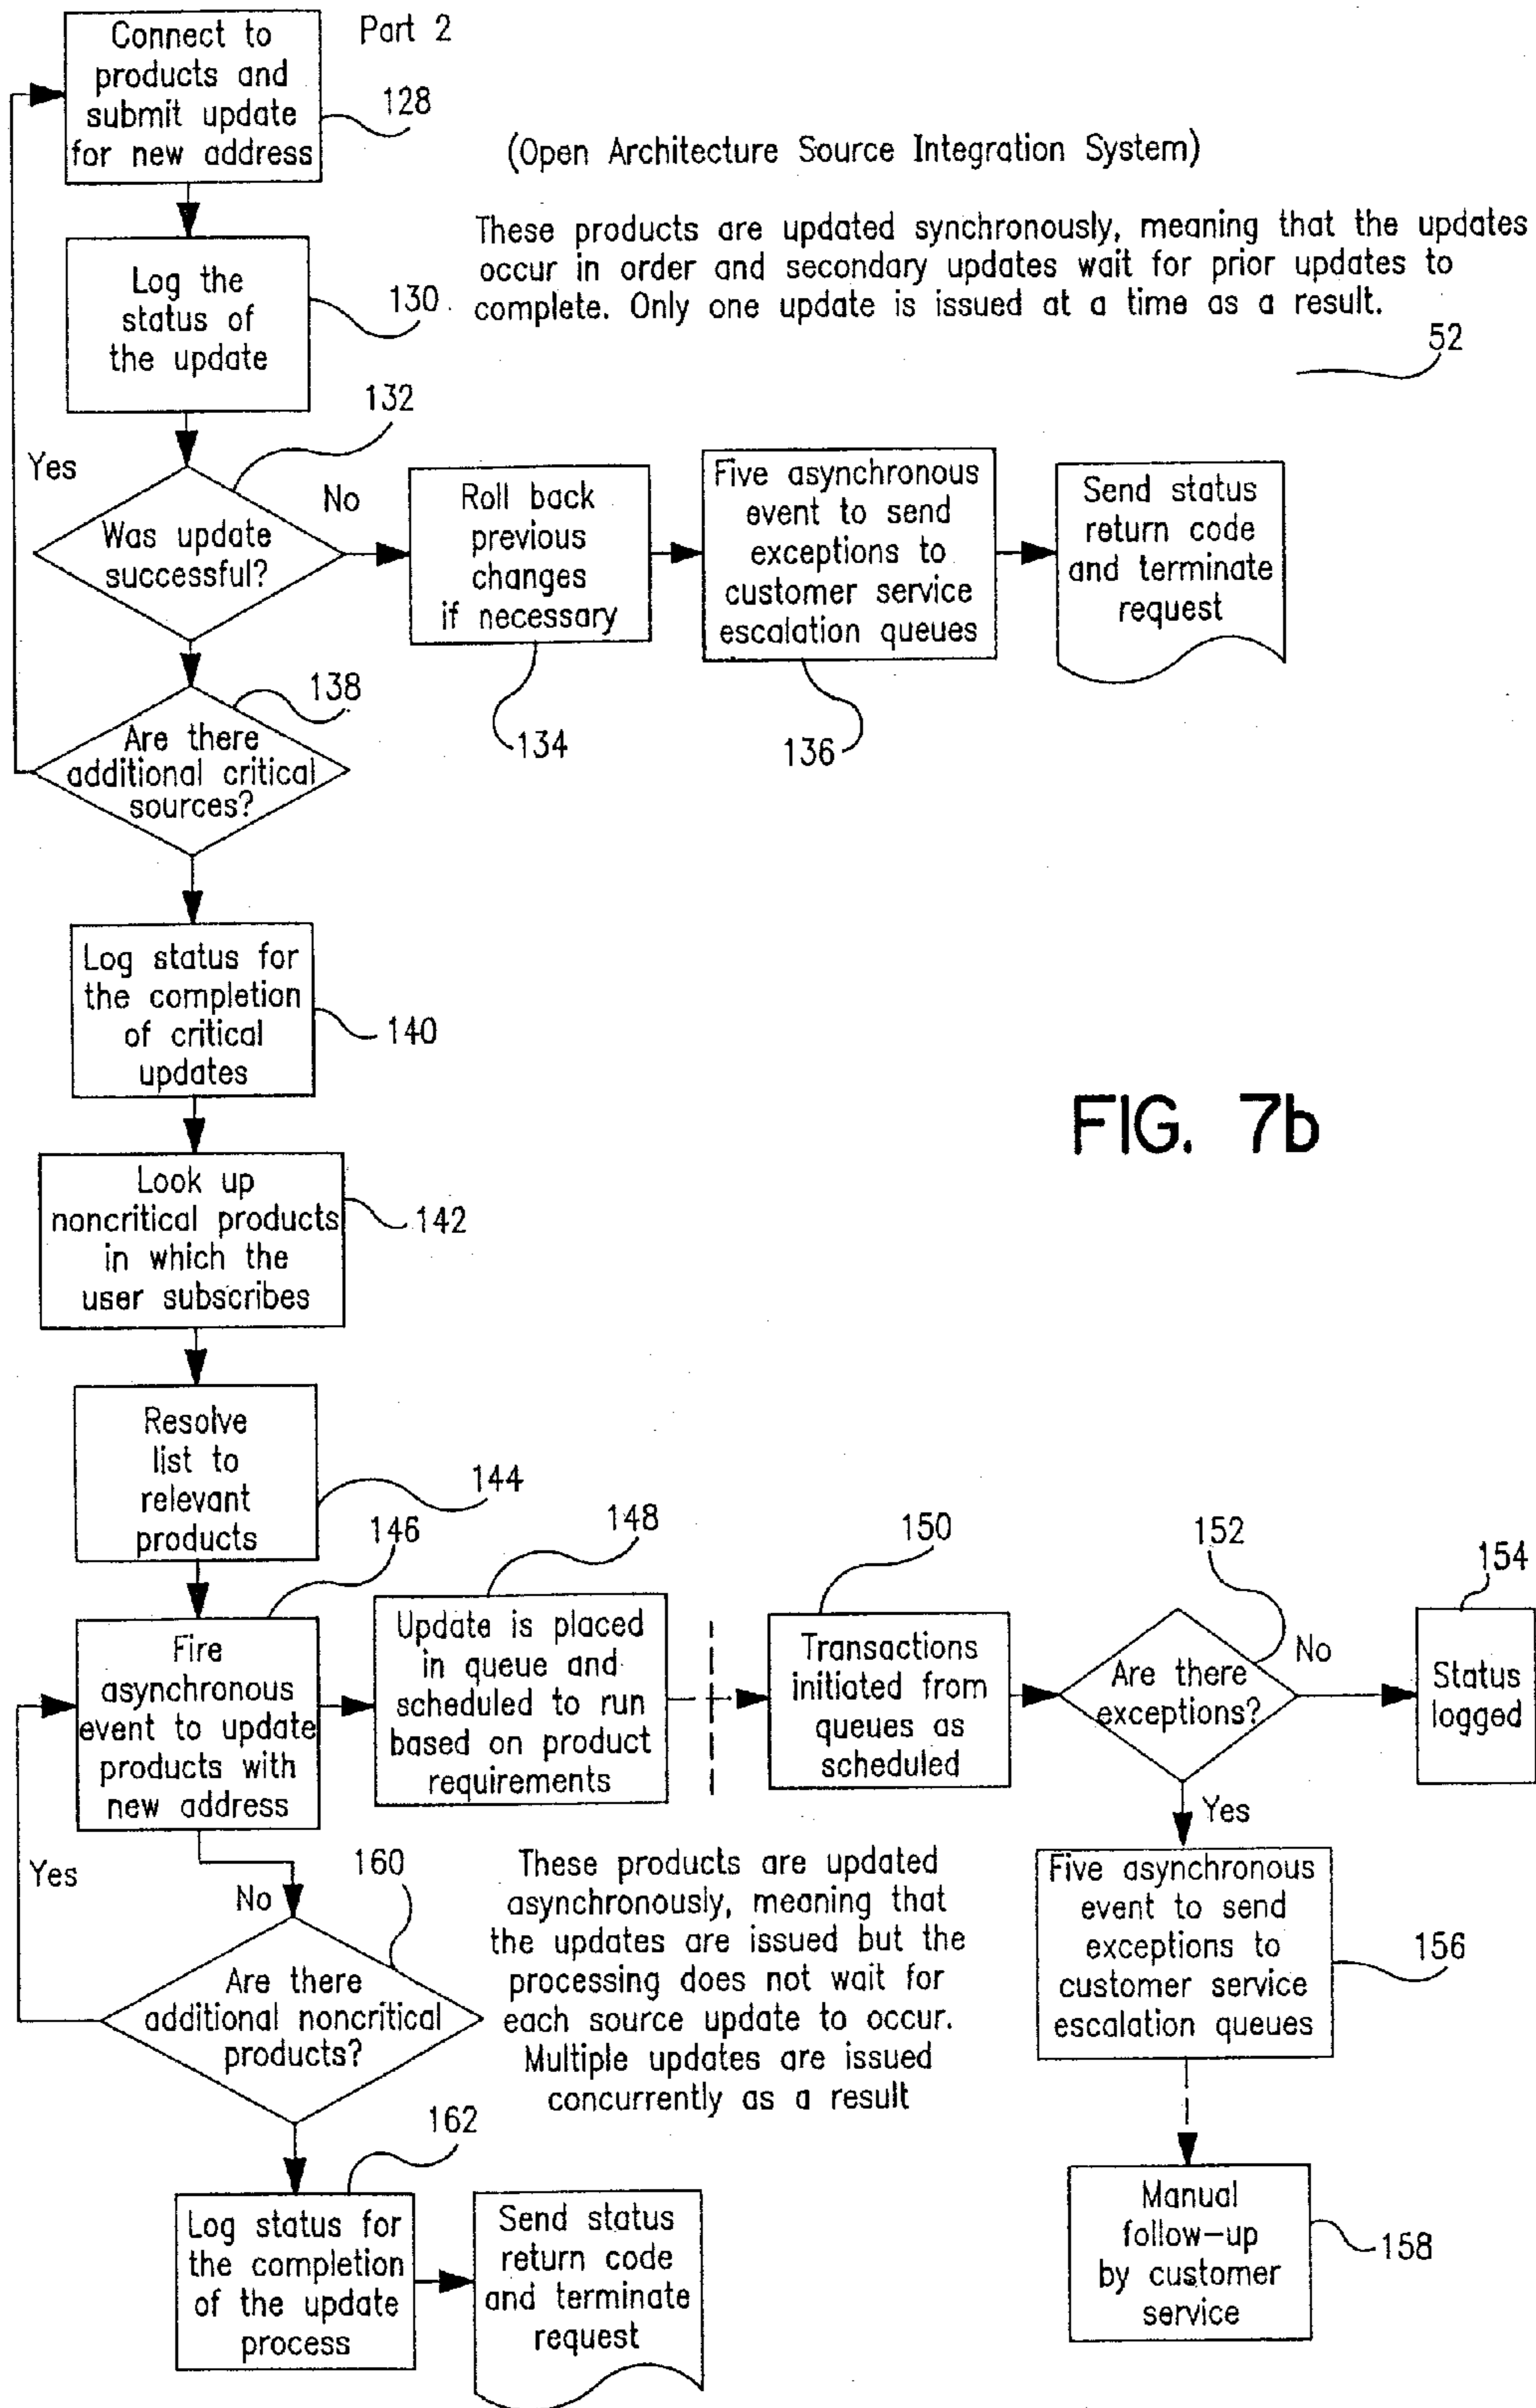 Connect to
products and
submit update
for new address
Part 2
128
(Open Architecture Source Integration System)
These products are updated synchronously, meaning that the updates
occur in order and secondary updates wait for prior updates to
complete. Only one update is issued at a time as a result.
52
Log the
status of
the update
130
132
Yes
Was update
successful?
No
Roll back
previous
changes
if necessary
134
Five asynchronous
event to send
exceptions to
customer service
escalation queues
136
Send status
return code
and terminate
request
138
Are there
additional critical
sources?
Log status for
the completion
of critical
updates
140
FIG. 7b
Look up
noncritical products
in which the
user subscribes
142
Resolve
list to
relevant
products
144
146
Fire
asynchronous
event to update
products with
new address
148
Update is placed
in queue and
scheduled to run
based on product
requirements
150
Transactions
initiated from
queues as
scheduled
152
Are there
exceptions?
No
154
Status
logged
Yes
Five asynchronous
event to send
exceptions to
customer service
escalation queues
156
Manual
follow-up
by customer
service
158
Yes
No
160
Are there
additional noncritical
products?
These products are updated
asynchronously, meaning that
the updates are issued but the
processing does not wait for
each source update to occur.
Multiple updates are issued
concurrently as a result
162
Log status for
the completion
of the update
process
Send status
return code
and terminate
request